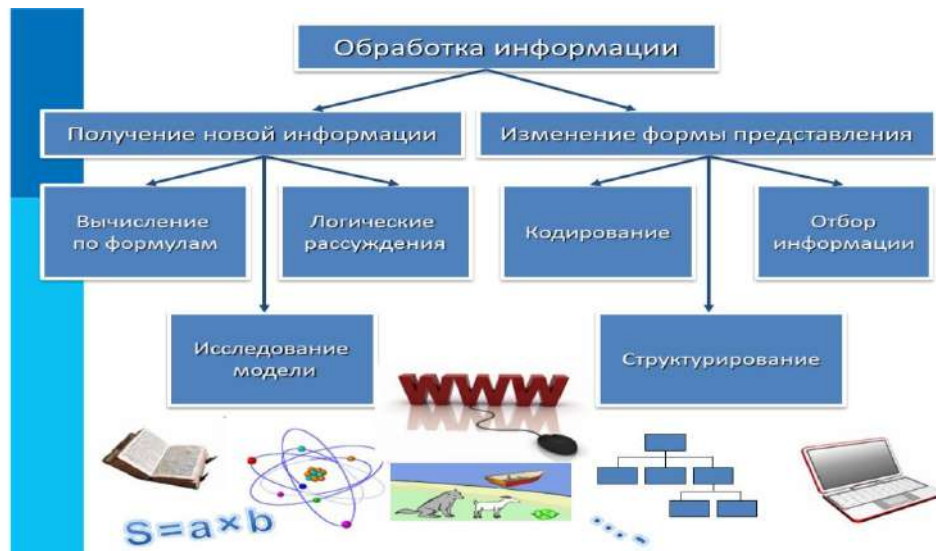 Обработка информации
Получение новой информации
Изменение формы представления
Вычисление
по формулам
Логические
рассуждения
Кодирование
Отбор
информации
Исследование
модели
Структурирование
www
S=a×b
...-